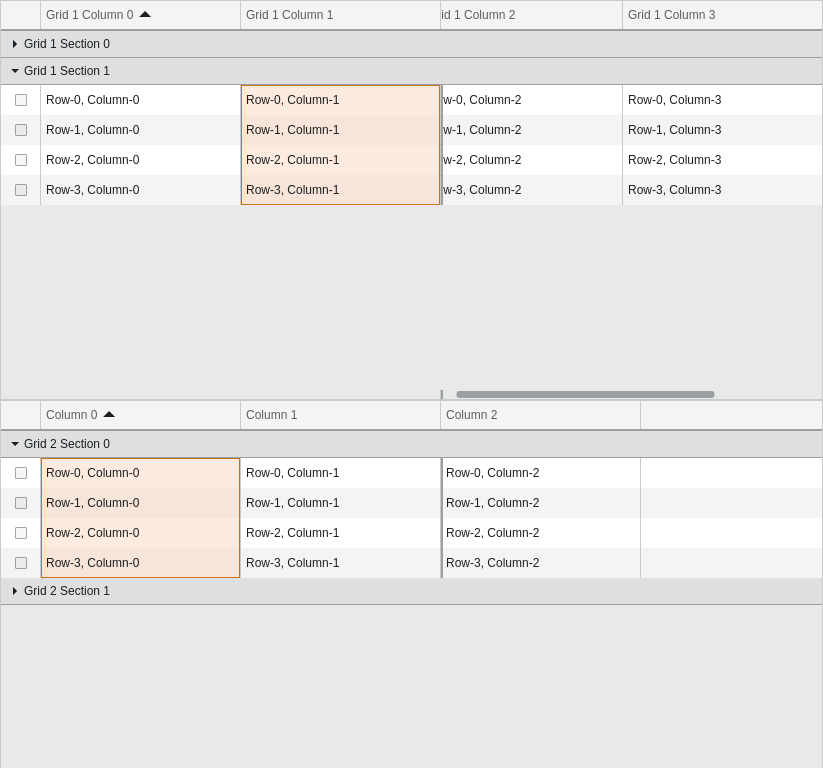 Grid 1 Column 0 Grid 1 Column 1 id 1 Column 2 Grid 1 Column 3
Grid 1 Section 0
Grid 1 Section 1
Row-0, Column-0 Row-0, Column-1 w-0, Column-2 Row-0, Column-3
Row-1, Column-0 Row-1, Column-1 w-1, Column-2 Row-1, Column-3
Row-2, Column-0 Row-2, Column-1 w-2, Column-2 Row-2, Column-3
Row-3, Column-0 Row-3, Column-1 w-3, Column-2 Row-3, Column-3
Column 0 Column 1 Column 2
Grid 2 Section 0
Row-0, Column-0 Row-0, Column-1 Row-0, Column-2
Row-1, Column-0 Row-1, Column-1 Row-1, Column-2
Row-2, Column-0 Row-2, Column-1 Row-2, Column-2
Row-3, Column-0 Row-3, Column-1 Row-3, Column-2
Grid 2 Section 1